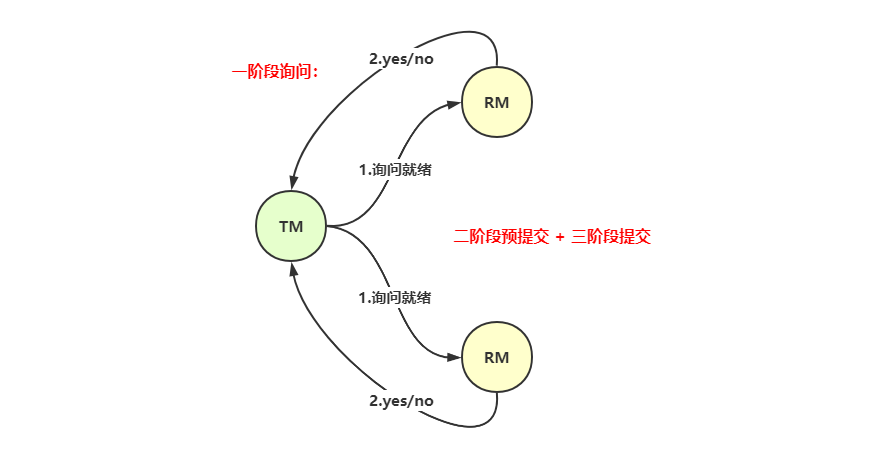 2.yes/no
一阶段询问：
RM
1.询问就绪
TM
二阶段预提交 + 三阶段提交
1.询问就绪
RM
2.yes/no